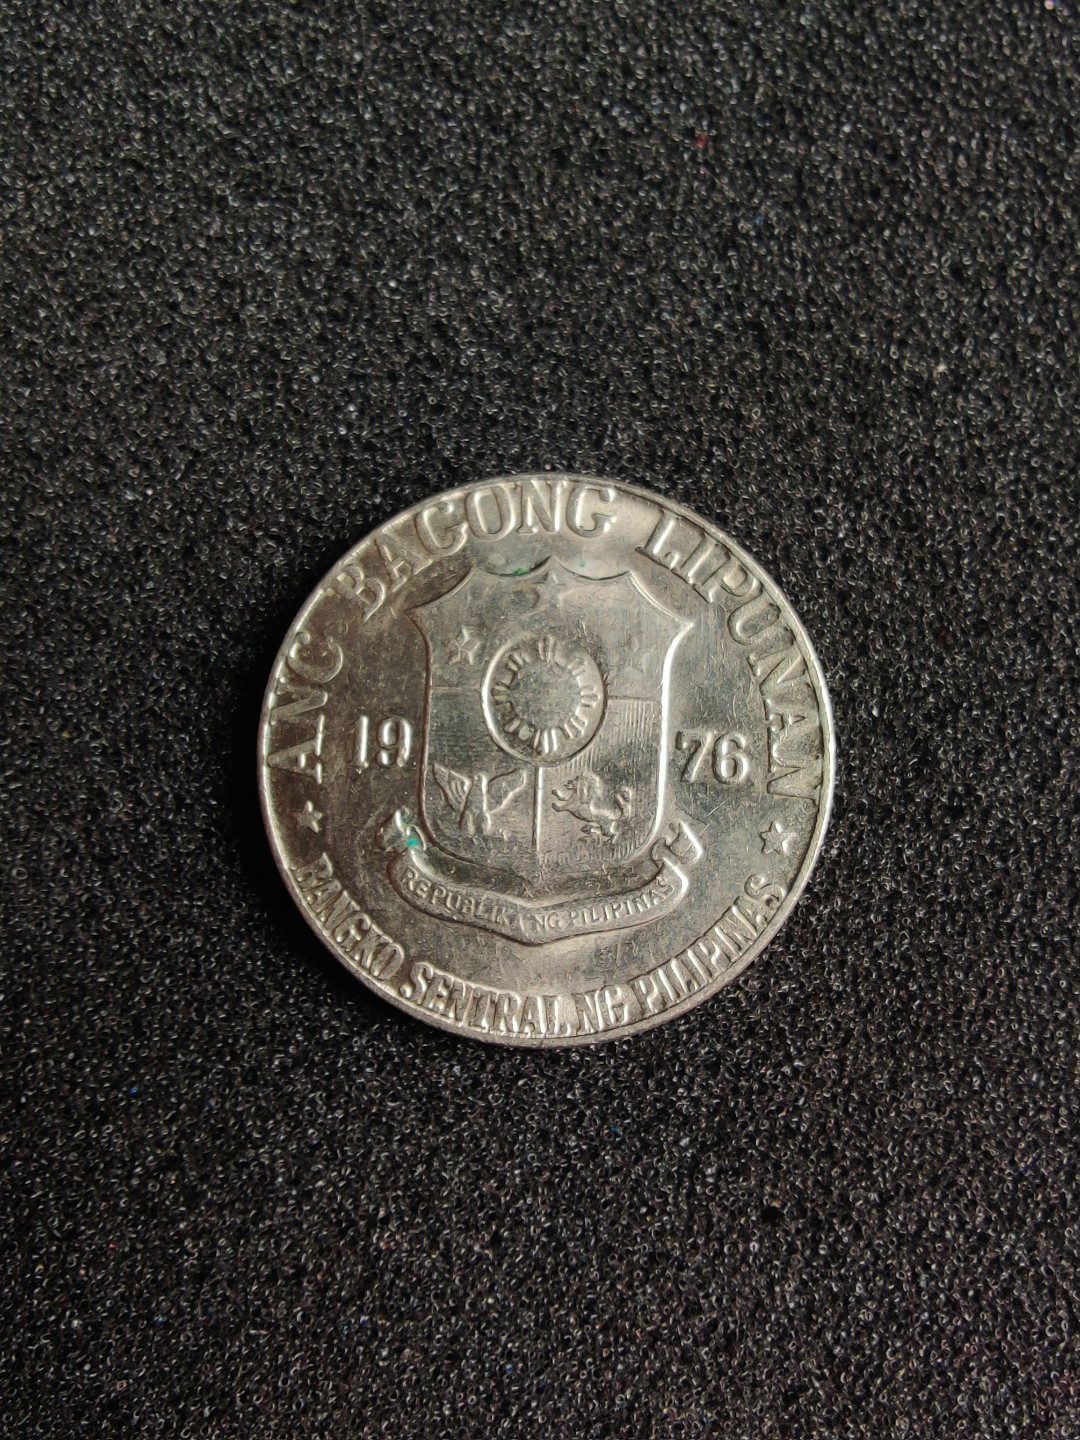 ANG BAGONG LIPUNAN
19 76
REPUBLIKA NG PILIPINAS
BANGKO SENTRAL NG PILIPINAS